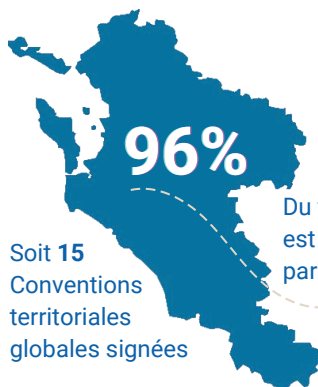 96%
Du
est
par
Soit 15
Conventions
territoriales
globales signées